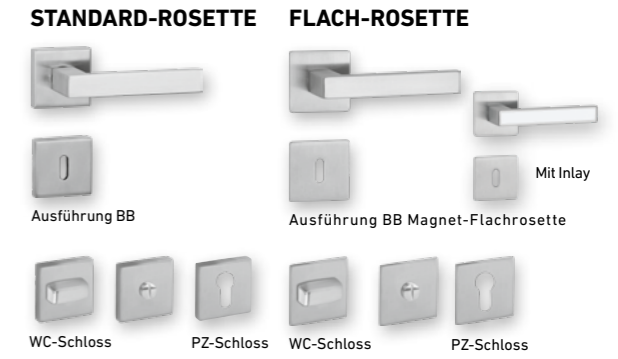 STANDARD-ROSETTE
FLACH-ROSETTE
Mit Inlay
Ausführung BB
Ausführung BB Magnet-Flachrosette
WC-Schloss
PZ-Schloss
WC-Schloss
PZ-Schloss